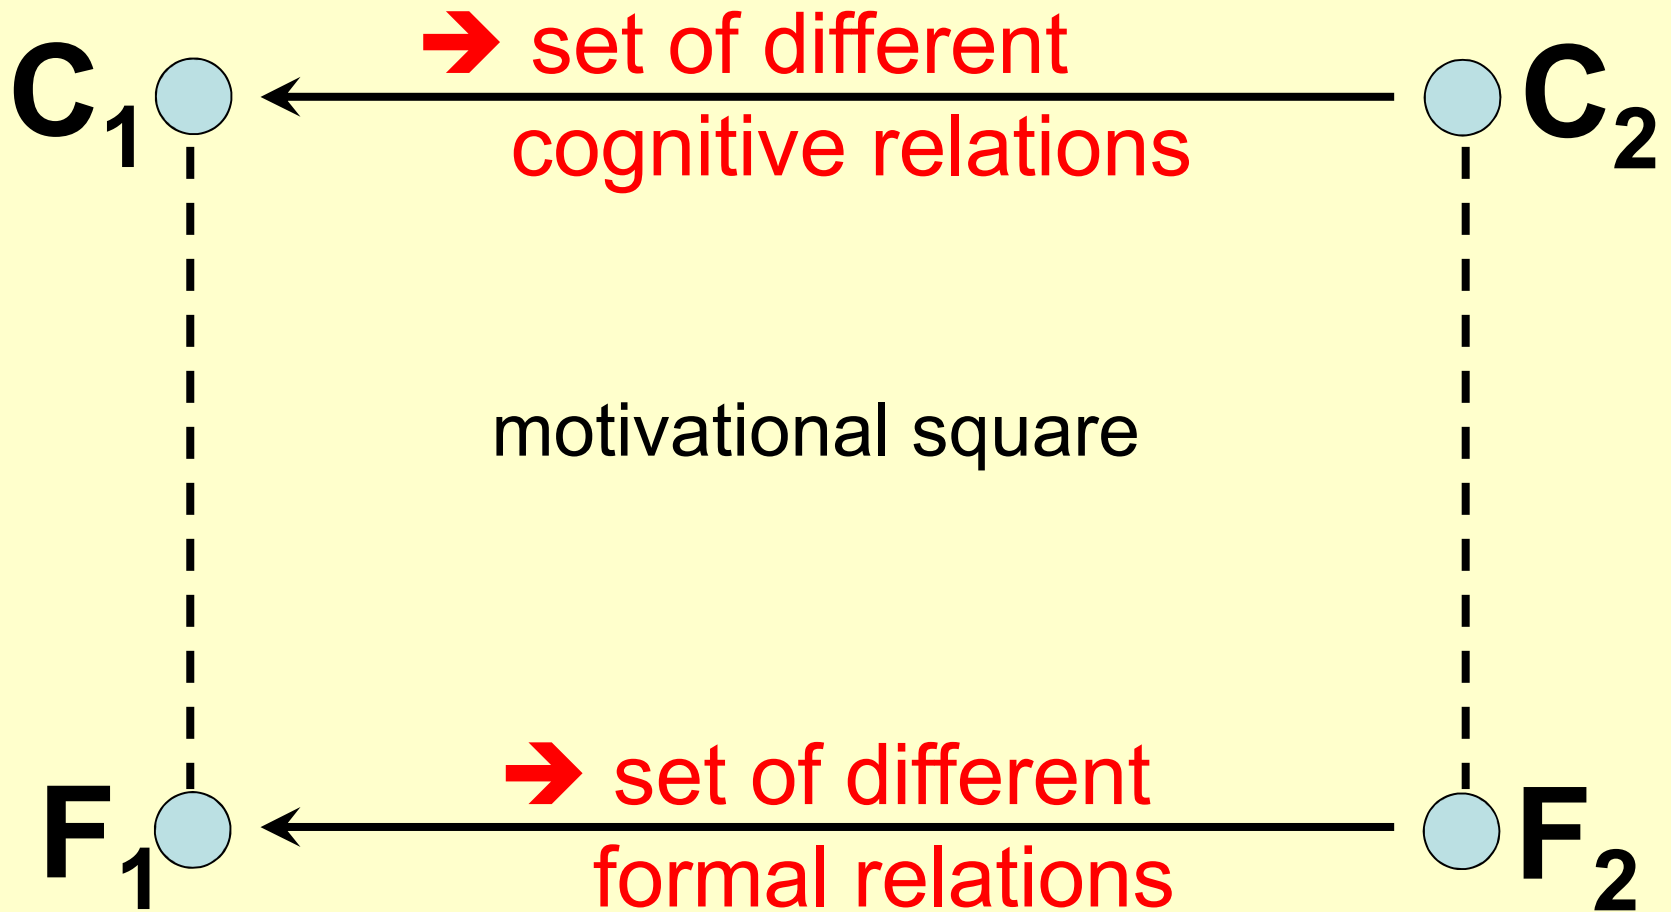 ➔ set of different
C₁ C₂
cognitive relations
motivational square
➔ set of different
F₁ F₂
formal relations